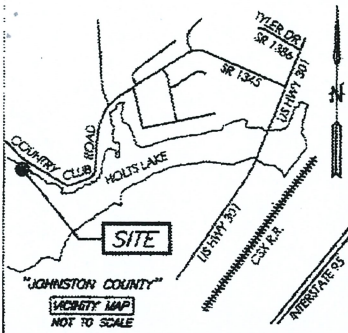 TYLER DR
SR 1386
SR 1345
US HWY 301
N
COUNTRY CLUB ROAD
HOLTS LAKE
SITE
US HWY 301
CSX R.R.
"JOHNSTON COUNTY"
VICINITY MAP
NOT TO SCALE
INTERSTATE 95